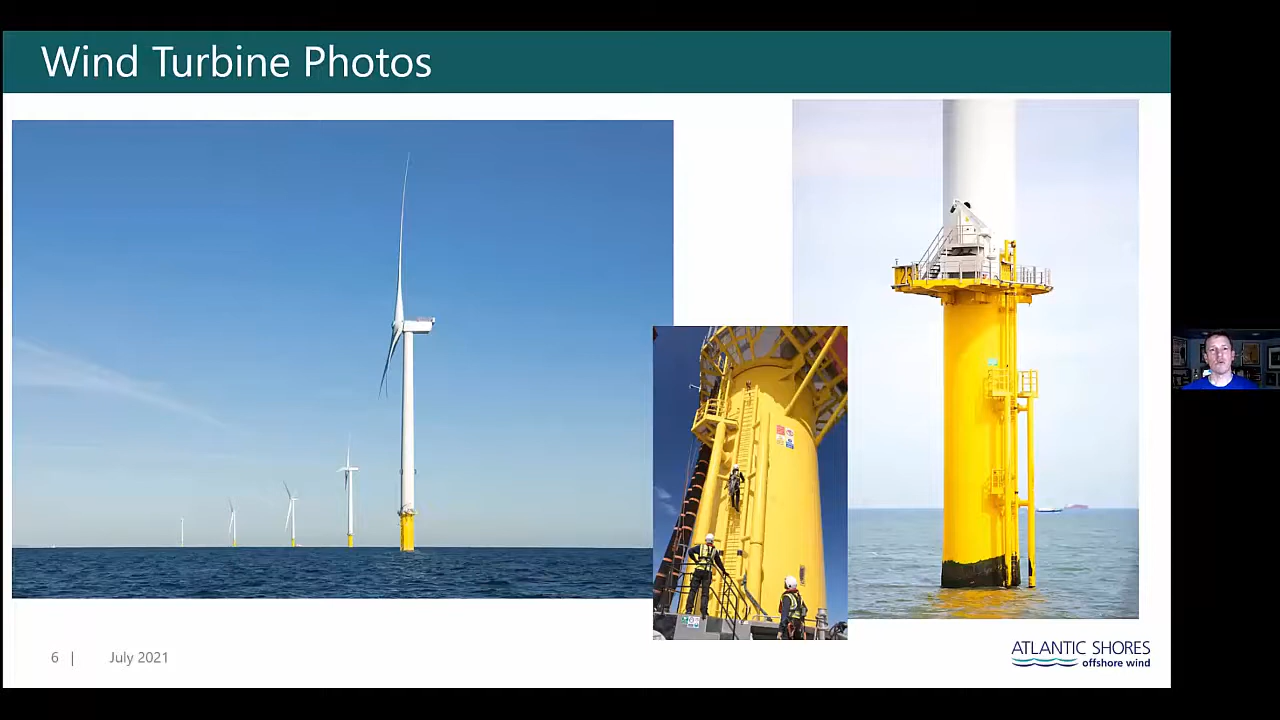 Wind Turbine Photos
6 | July 2021
ATLANTIC SHORES
offshore wind